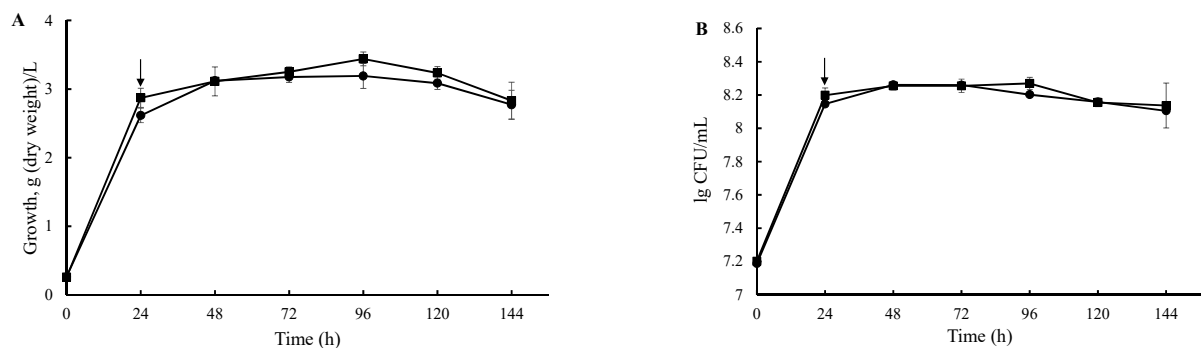 A
Growth, g (dry weight)/L
4
3
2
1
0
0 24 48 72 96 120 144
Time (h)
B
lg CFU/mL
8.6
8.4
8.2
8
7.8
7.6
7.4
7.2
7
0 24 48 72 96 120 144
Time (h)